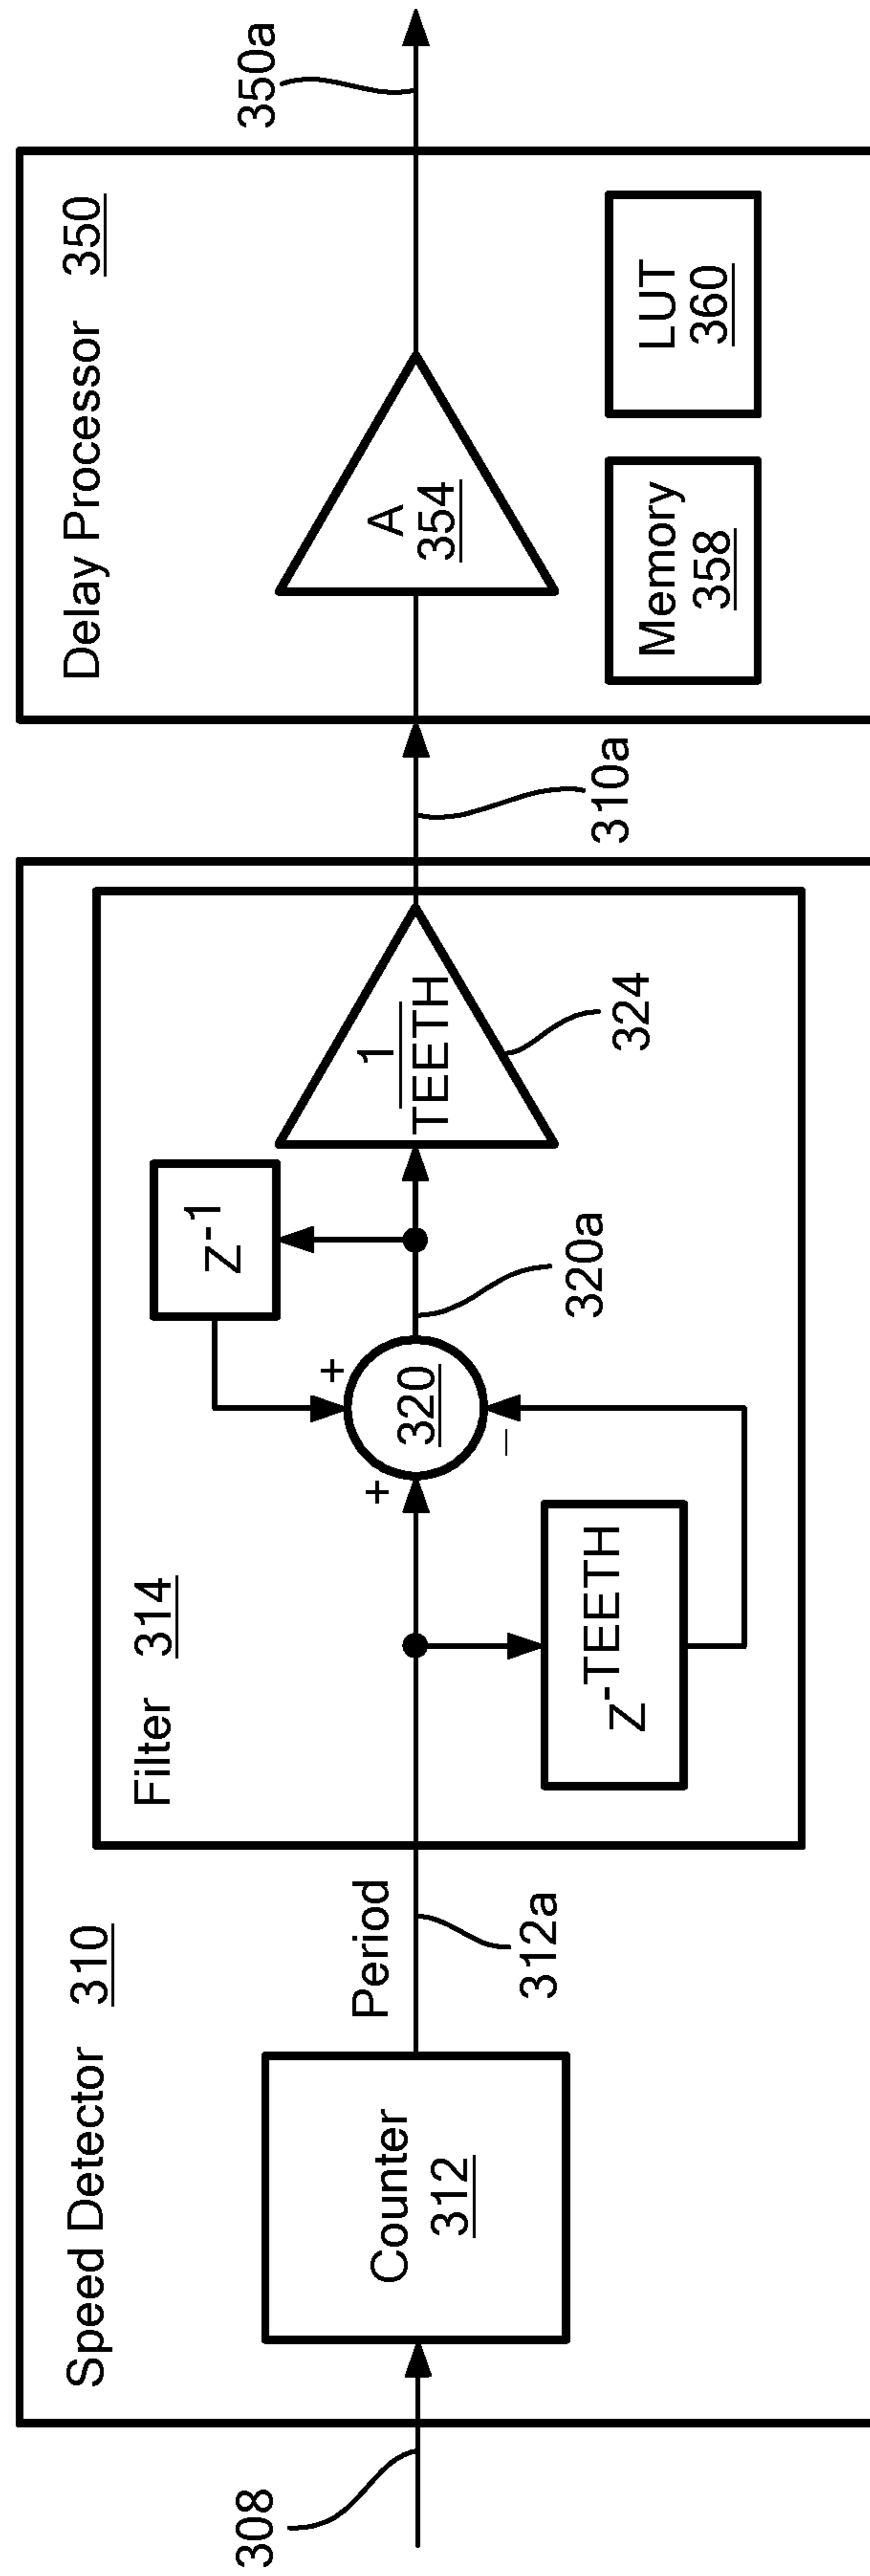 308
Speed Detector 310
Counter
312
Period
312a
Filter 314
Z-TEETH
+
+
–
320
320a
Z-1
1
TEETH
324
310a
Delay Processor 350
A
354
Memory
358
LUT
360
350a